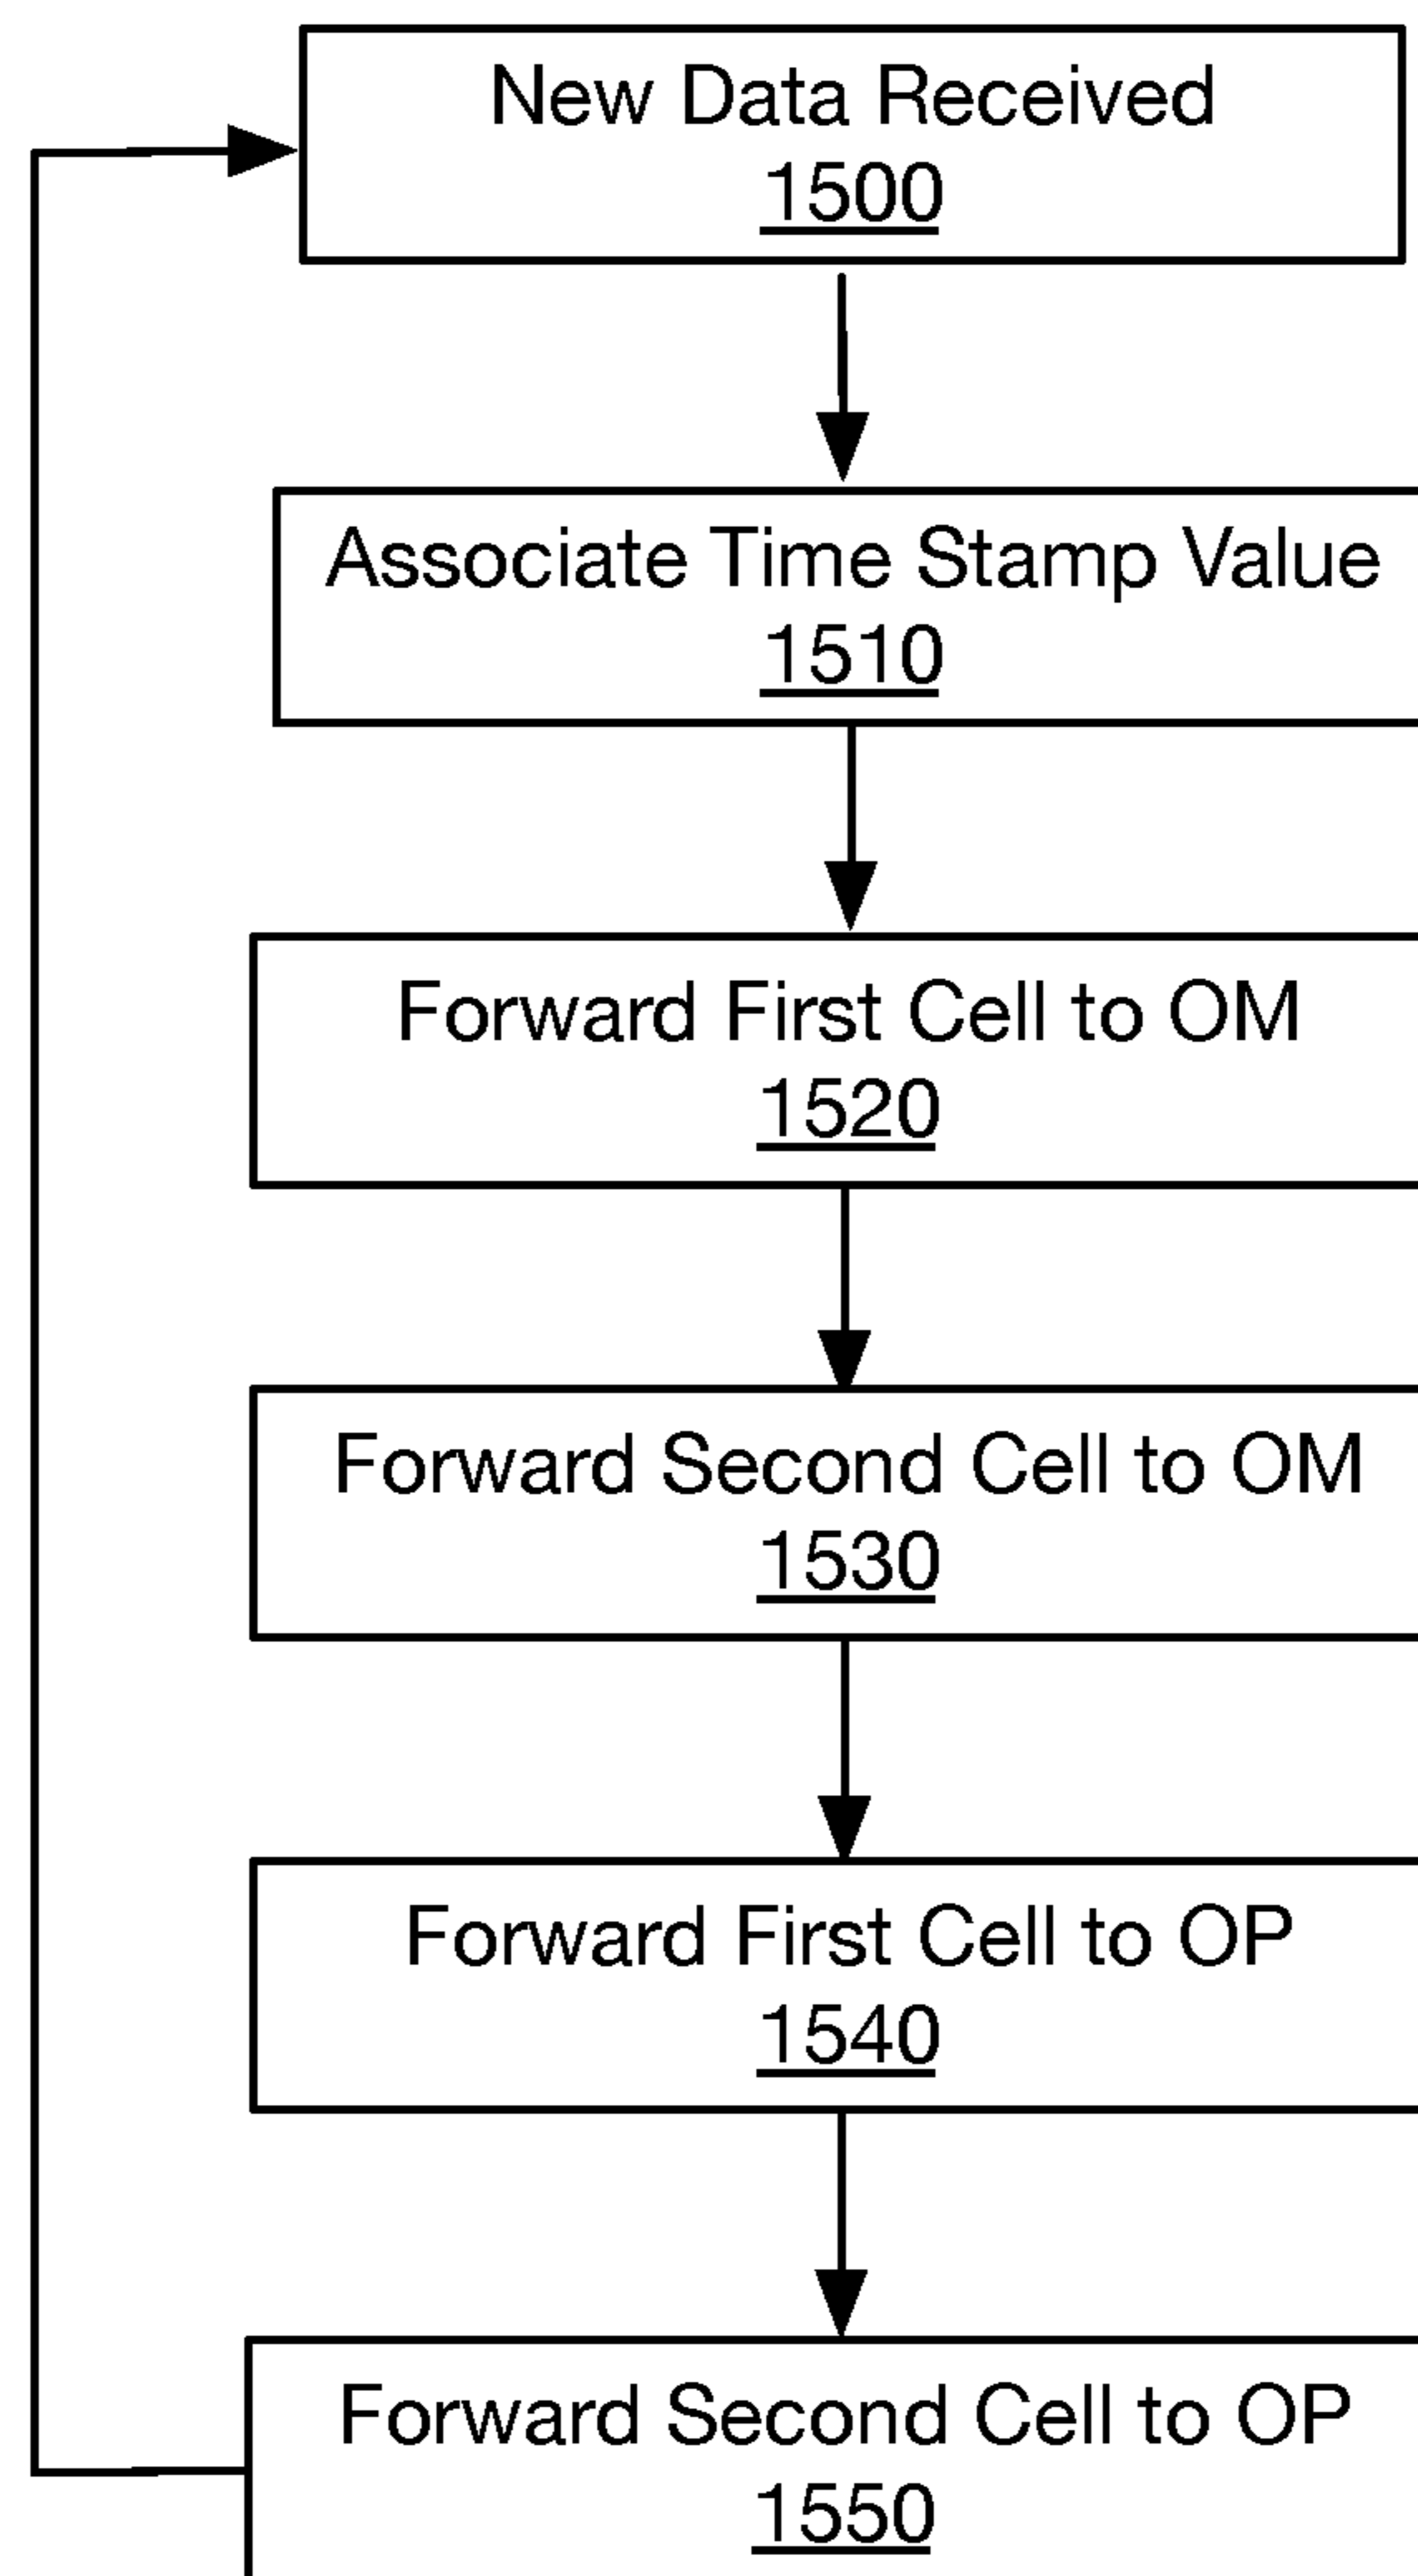 New Data Received
1500
Associate Time Stamp Value
1510
Forward First Cell to OM
1520
Forward Second Cell to OM
1530
Forward First Cell to OP
1540
Forward Second Cell to OP
1550